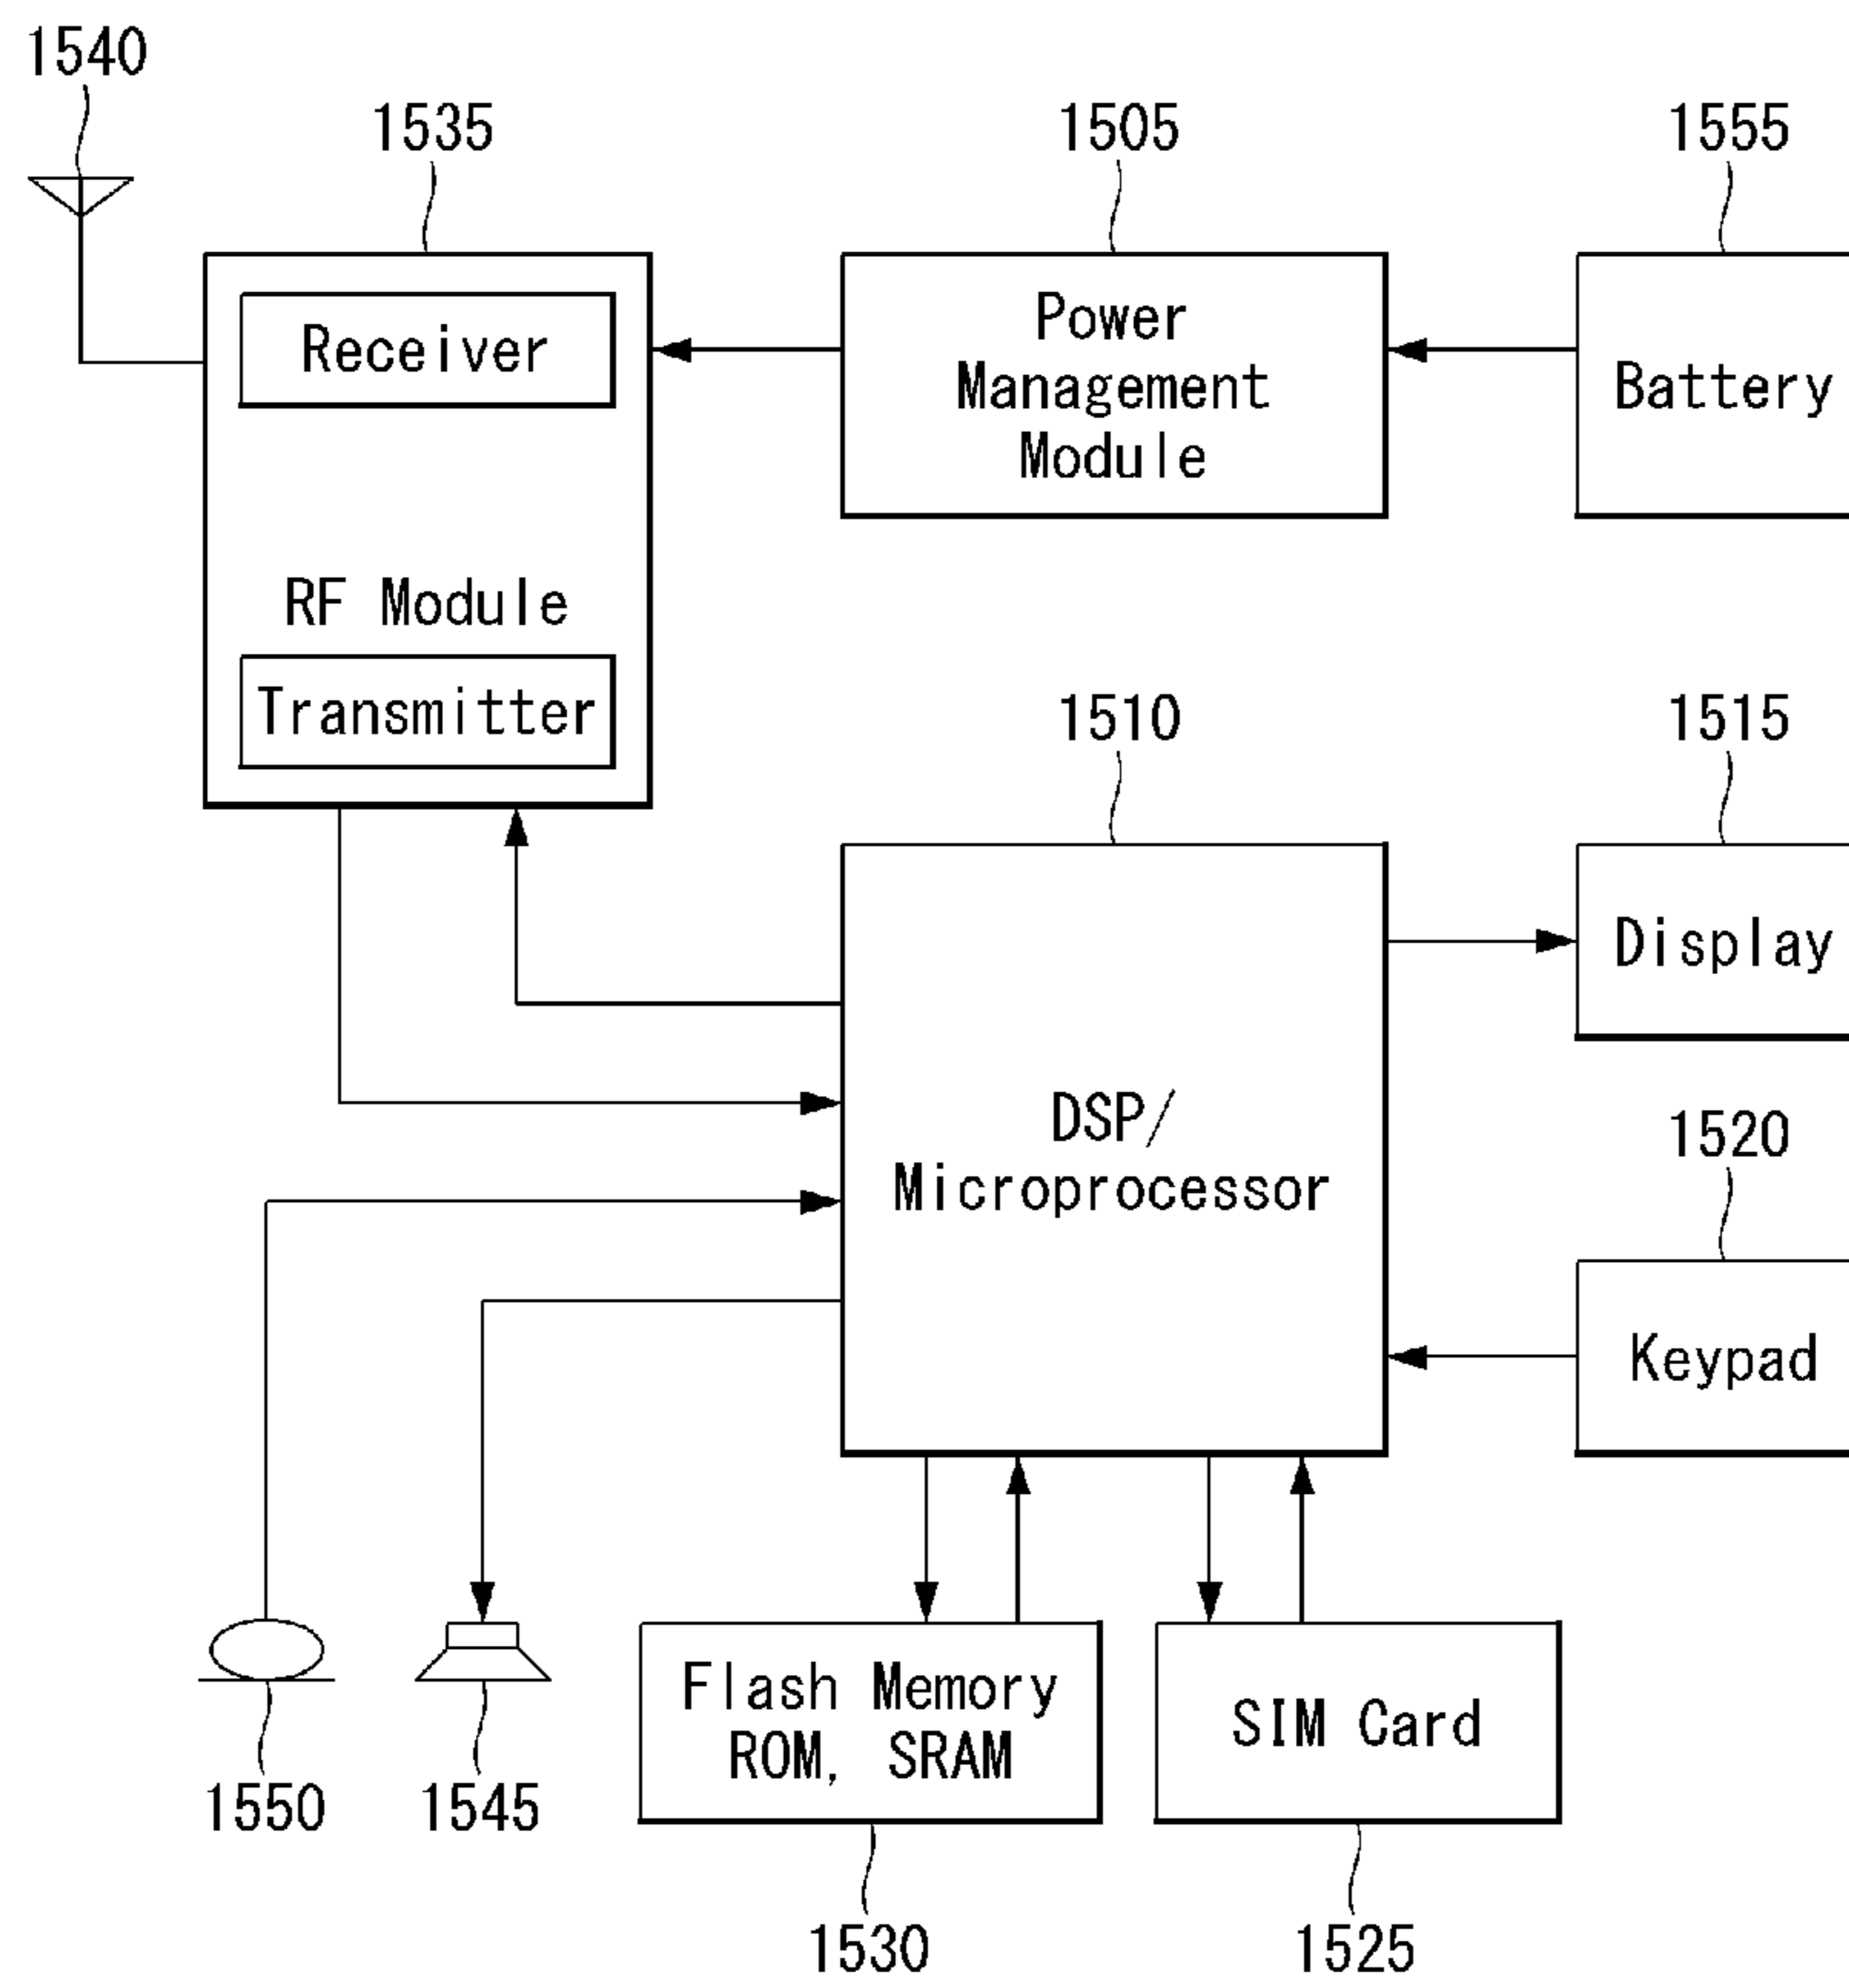 1540
1535
1505
1555
Receiver
RF Module
Transmitter
Power
Management
Module
Battery
1510
1515
DSP/
Microprocessor
Display
1520
Keypad
Flash Memory
ROM, SRAM
SIM Card
1550
1545
1530
1525